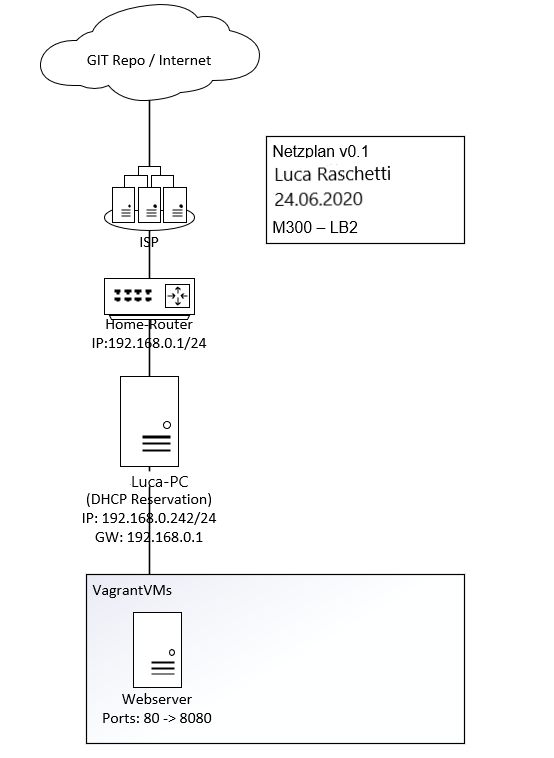 GIT Repo / Internet
Netzplan v0.1
Luca Raschetti
24.06.2020
M300 – LB2
ISP
Home-Router
IP:192.168.0.1/24
Luca-PC
(DHCP Reservation)
IP: 192.168.0.242/24
GW: 192.168.0.1
VagrantVMs
Webserver
Ports: 80 -> 8080